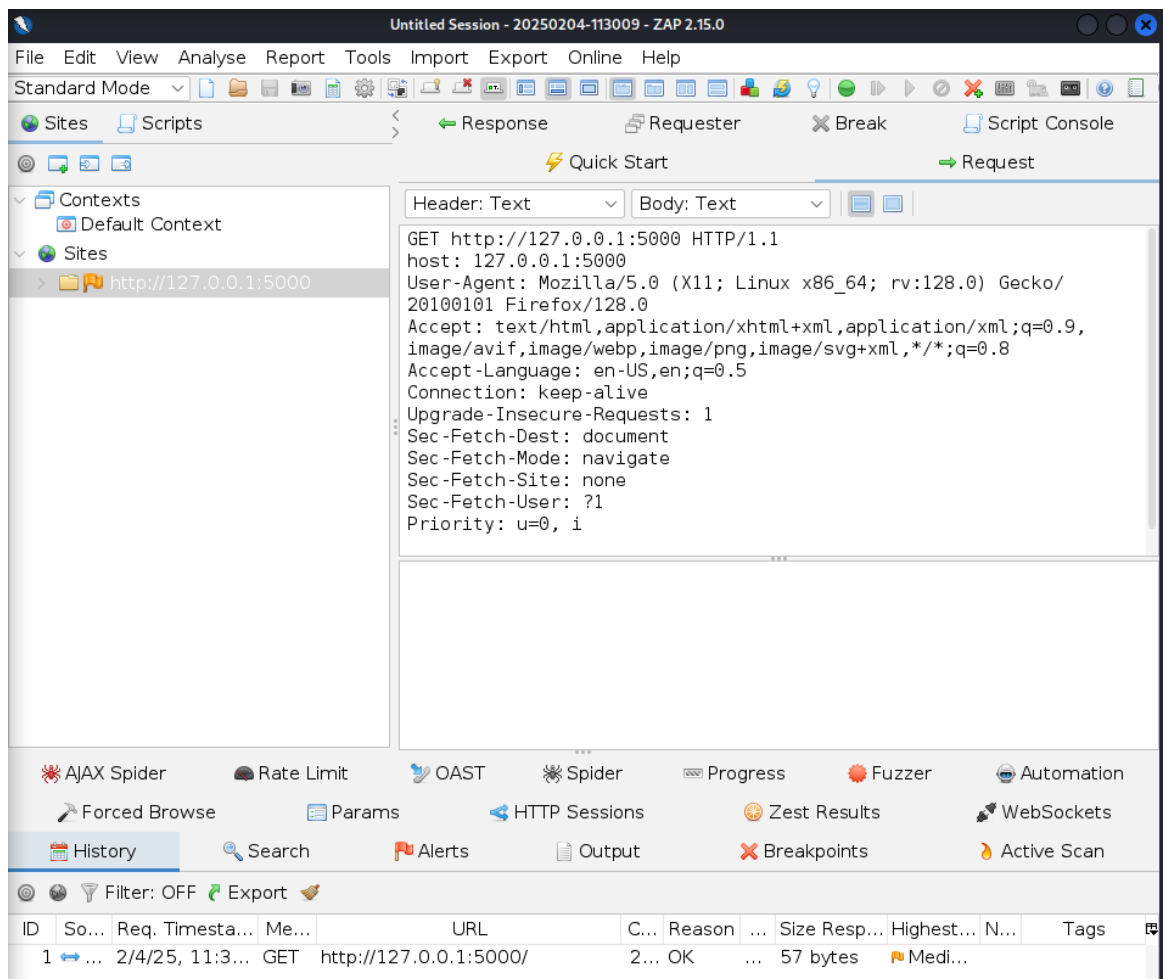 Untitled Session - 20250204-113009 - ZAP 2.15.0
File Edit View Analyse Report Tools Import Export Online Help
Standard Mode
Sites Scripts
Response Requester Break Script Console
Quick Start Request
Contexts
Default Context
Sites
http://127.0.0.1:5000
Header: Text Body: Text
GET http://127.0.0.1:5000 HTTP/1.1
host: 127.0.0.1:5000
User-Agent: Mozilla/5.0 (X11; Linux x86_64; rv:128.0) Gecko/
20100101 Firefox/128.0
Accept: text/html,application/xhtml+xml,application/xml;q=0.9,
image/avif,image/webp,image/png,image/svg+xml,*/*;q=0.8
Accept-Language: en-US,en;q=0.5
Connection: keep-alive
Upgrade-Insecure-Requests: 1
Sec-Fetch-Dest: document
Sec-Fetch-Mode: navigate
Sec-Fetch-Site: none
Sec-Fetch-User: ?1
Priority: u=0, i
AJAX Spider Rate Limit OAST Spider Progress Fuzzer Automation
Forced Browse Params HTTP Sessions Zest Results WebSockets
History Search Alerts Output Breakpoints Active Scan
Filter: OFF Export
ID So... Req. Timesta... Me... URL C... Reason ... Size Resp... Highest... N... Tags
1 ... 2/4/25, 11:3... GET http://127.0.0.1:5000/ 2... OK ... 57 bytes Medi...